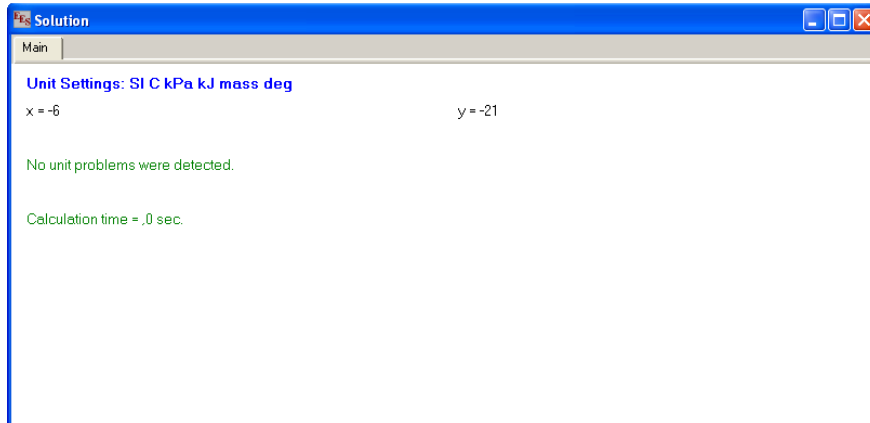 EES Solution
Main
Unit Settings: SI C kPa kJ mass deg
x = -6 y = -21
No unit problems were detected.
Calculation time = ,0 sec.